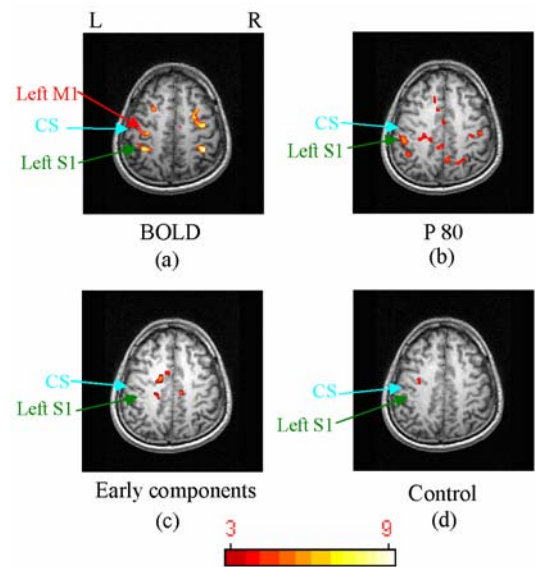 L R
Left M1
CS
Left S1
BOLD
(a)
CS
Left S1
P 80
(b)
CS
Left S1
Early components
(c)
CS
Left S1
Control
(d)
3 9